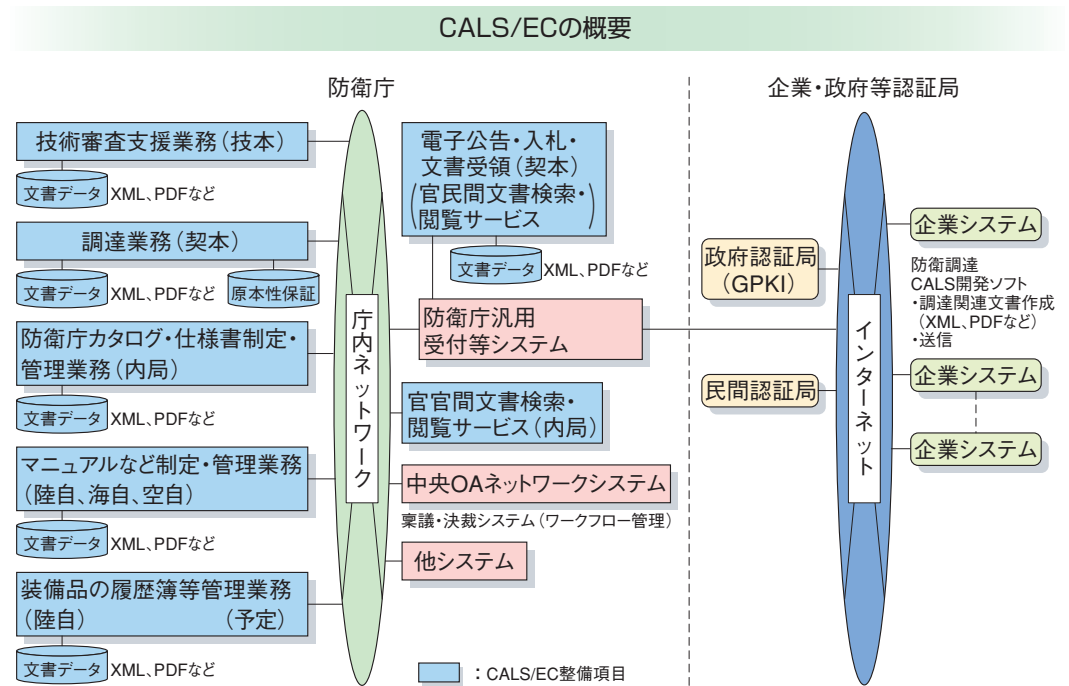 CALS/ECの概要
防衛庁
企業・政府等認証局
技術審査支援業務（技本）
文書データ
XML、PDFなど
調達業務（契本）
文書データ
XML、PDFなど
原本性保証
防衛庁カタログ・仕様書制定・
管理業務（内局）
文書データ
XML、PDFなど
マニュアルなど制定・管理業務
（陸自、海自、空自）
文書データ
XML、PDFなど
装備品の履歴簿等管理業務
（陸自）　　　　　（予定）
文書データ
XML、PDFなど
庁内ネットワーク
電子公告・入札・
文書受領（契本）
（官民間文書検索・
閲覧サービス　　）
文書データ
XML、PDFなど
防衛庁汎用
受付等システム
官官間文書検索・
閲覧サービス（内局）
中央OAネットワークシステム
稟議・決裁システム（ワークフロー管理）
他システム
：CALS/EC整備項目
政府認証局
（GPKI）
民間認証局
インターネット
企業システム
防衛調達
CALS開発ソフト
・調達関連文書作成
（XML、PDFなど）
・送信
企業システム
企業システム